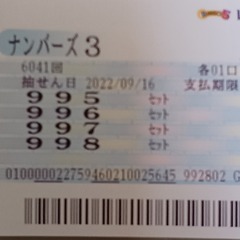 ナンバーズ3
6041回 各01口
抽せん日 2022/09/16 支払期限
995 セット
996 セット
997 セット
998 セット
010000022759460210025645 992802 G